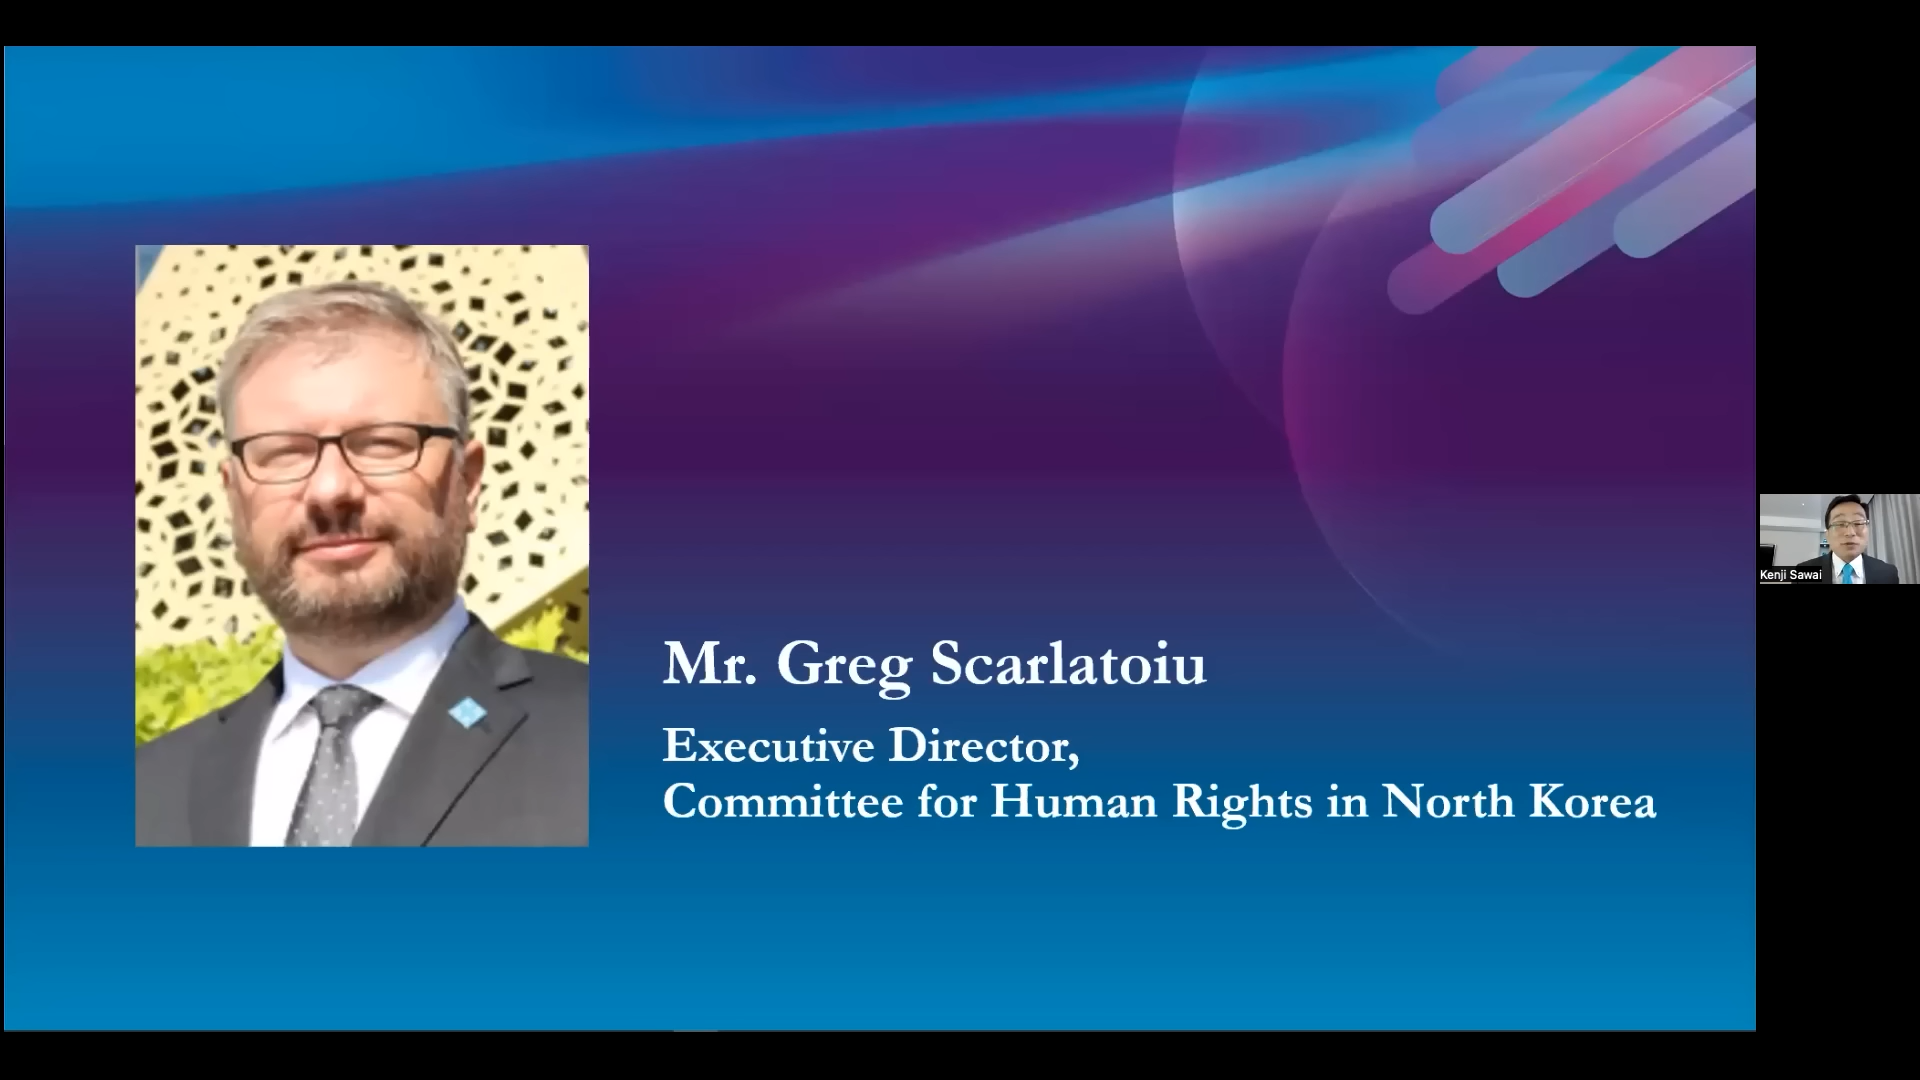 Mr. Greg Scarlatoiu
Executive Director,
Committee for Human Rights in North Korea
Kenji Sawai